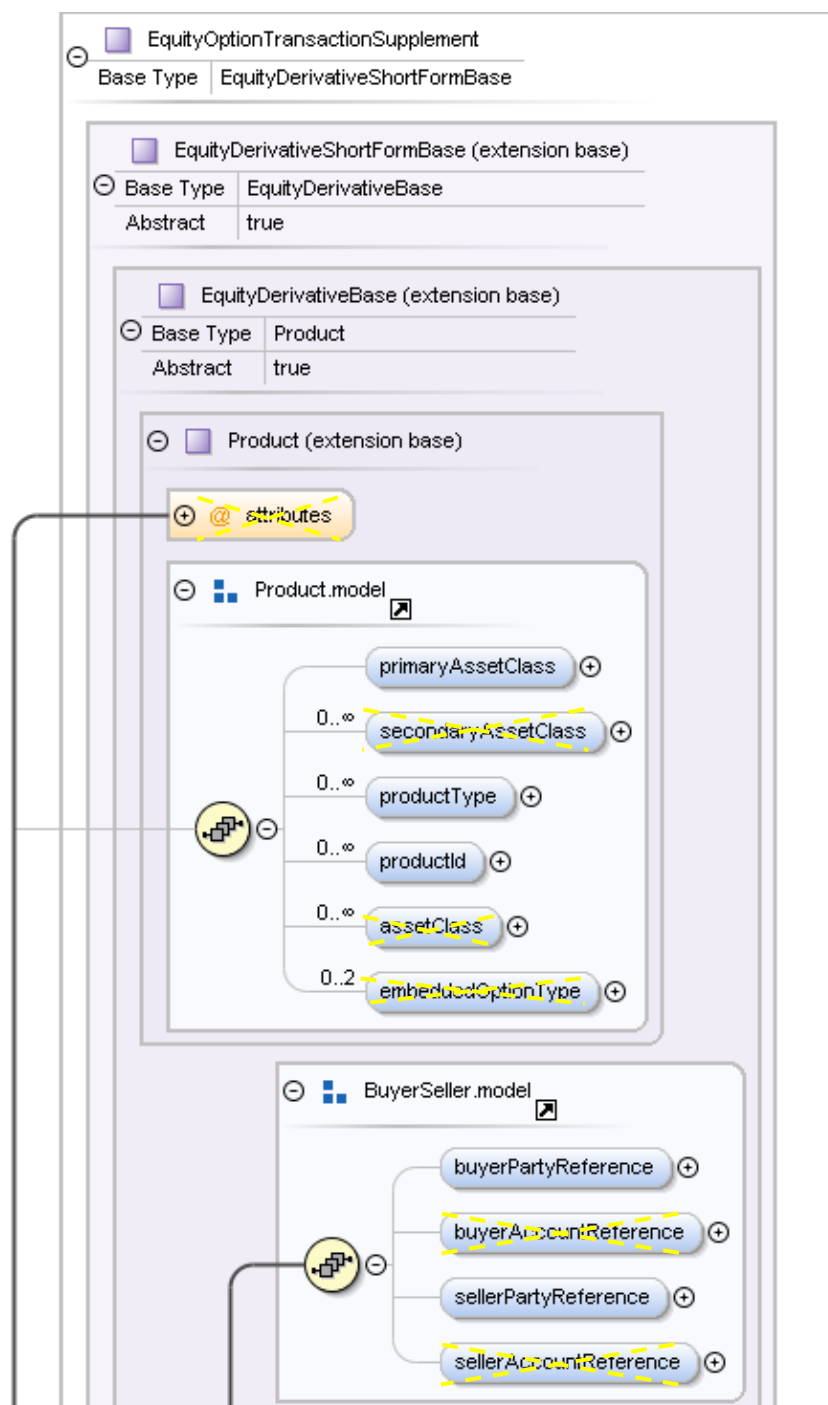 EquityOptionTransactionSupplement
Base Type EquityDerivativeShortFormBase
EquityDerivativeShortFormBase (extension base)
Base Type EquityDerivativeBase
Abstract true
EquityDerivativeBase (extension base)
Base Type Product
Abstract true
Product (extension base)
@ attributes
Product.model
primaryAssetClass
0..∞
secondaryAssetClass
0..∞
productType
0..∞
productId
0..∞
assetClass
0..2
embeddedOptionType
BuyerSeller.model
buyerPartyReference
buyerAccountReference
sellerPartyReference
sellerAccountReference